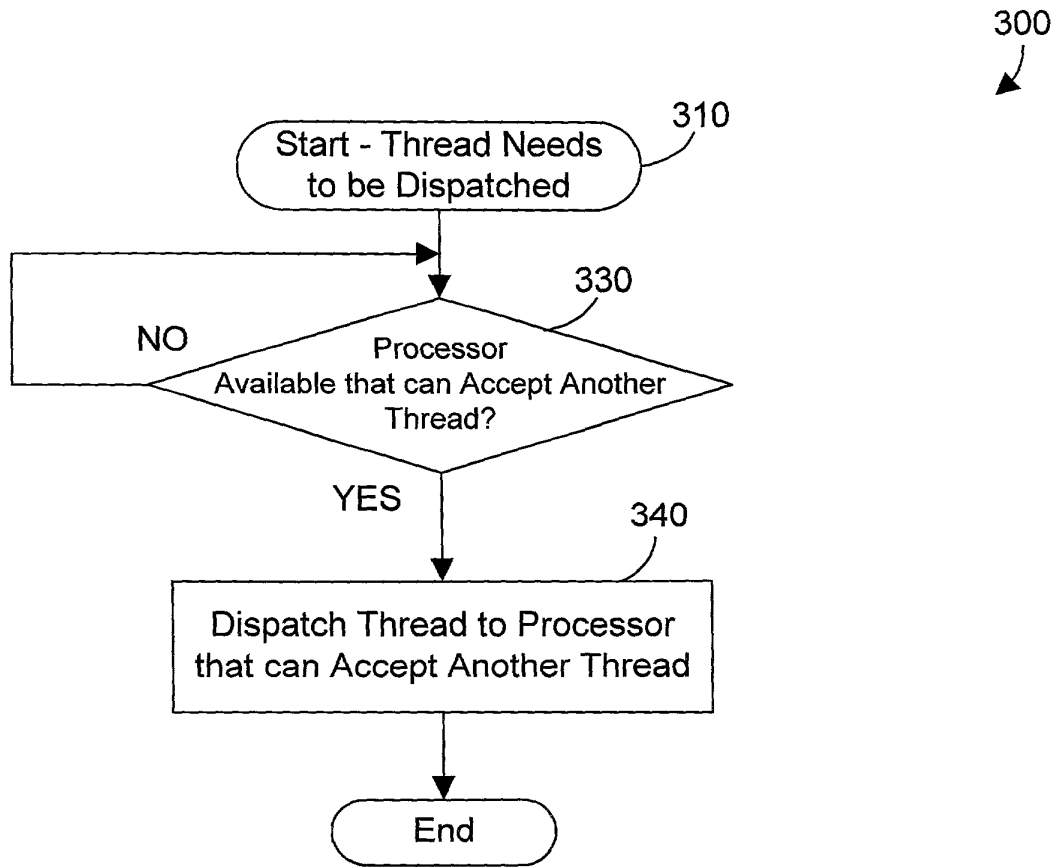 300
310
Start - Thread Needs
to be Dispatched
330
NO
Processor
Available that can Accept Another
Thread?
YES
340
Dispatch Thread to Processor
that can Accept Another Thread
End